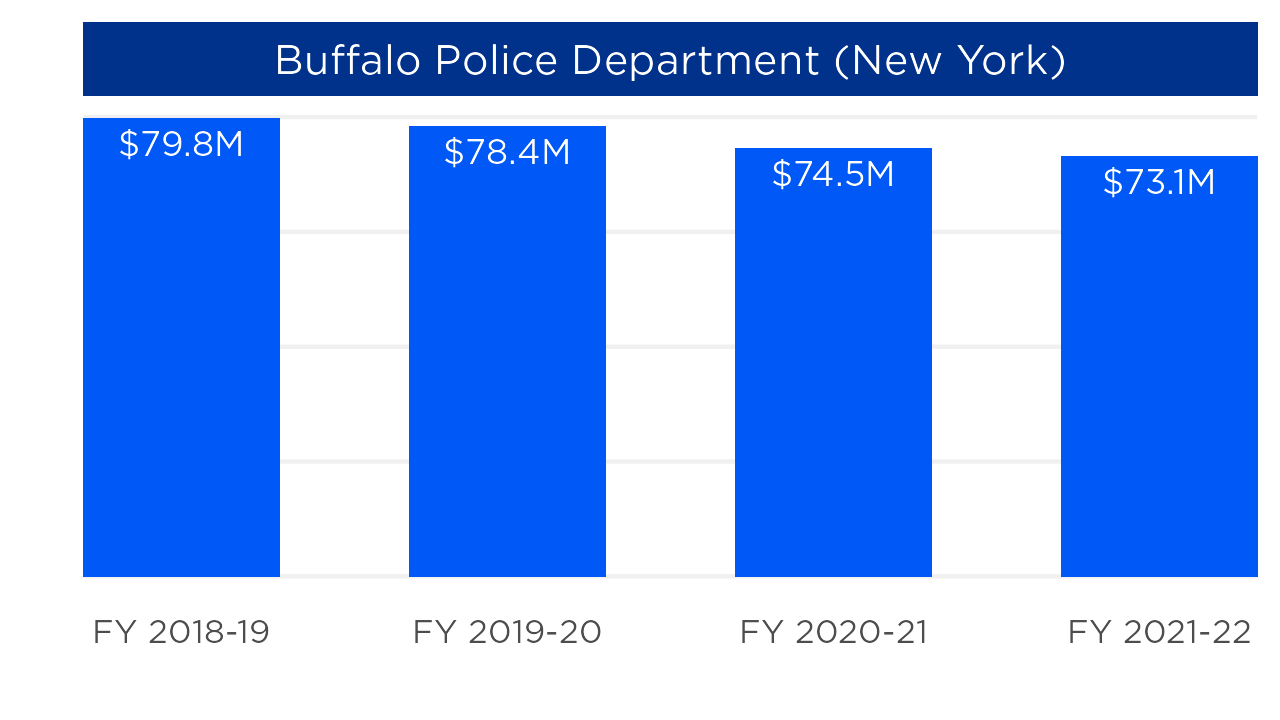 Buffalo Police Department (New York)
$79.8M
$78.4M
$74.5M
$73.1M
FY 2018-19
FY 2019-20
FY 2020-21
FY 2021-22